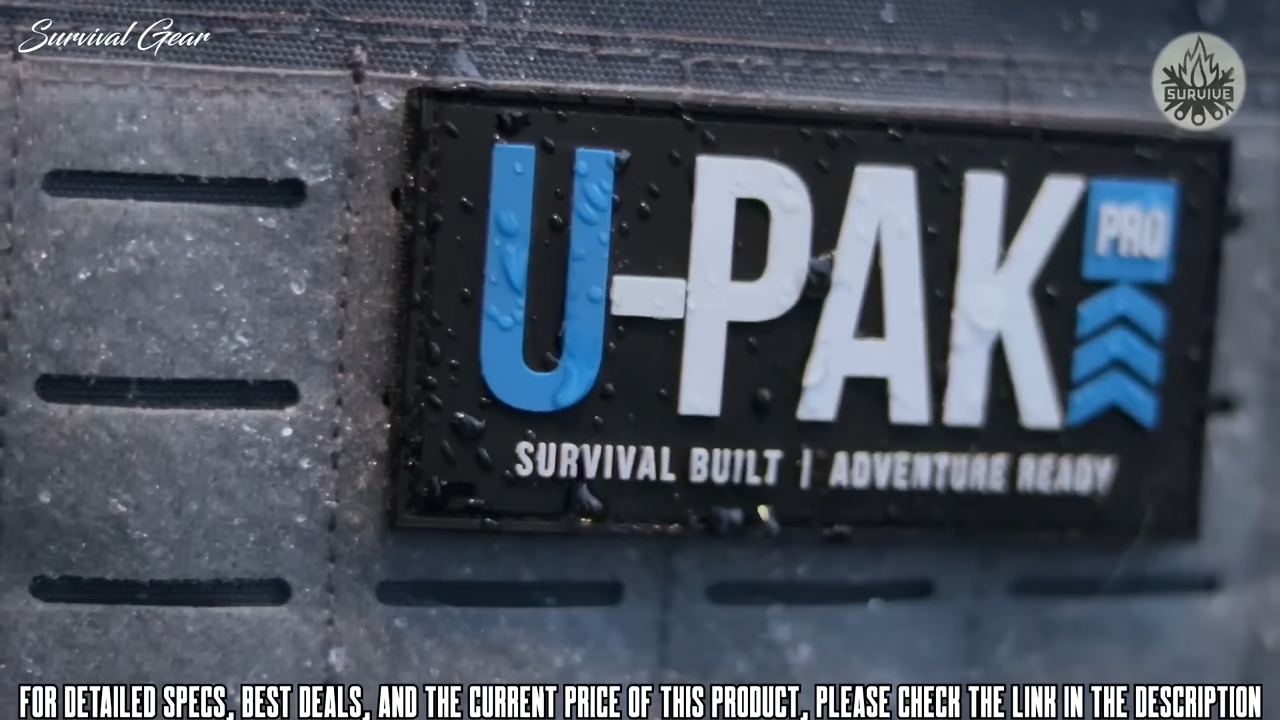 Survival Gear
SURVIVE
U-PAK
PRO
SURVIVAL BUILT | ADVENTURE READY
FOR DETAILED SPECS, BEST DEALS, AND THE CURRENT PRICE OF THIS PRODUCT, PLEASE CHECK THE LINK IN THE DESCRIPTION